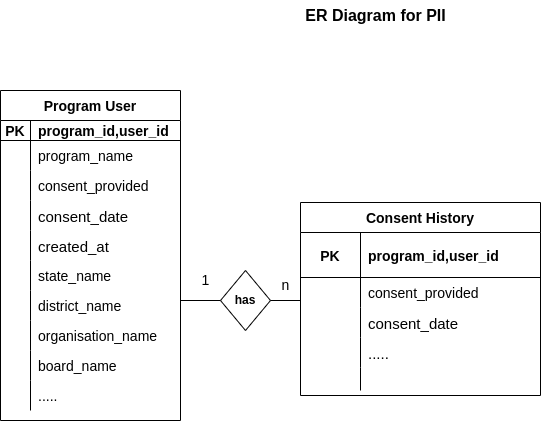 ER Diagram for PII
Program User
PK program_id,user_id
program_name
consent_provided
consent_date
created_at
state_name
district_name
organisation_name
board_name
.....
1
has
n
Consent History
PK program_id,user_id
consent_provided
consent_date
.....